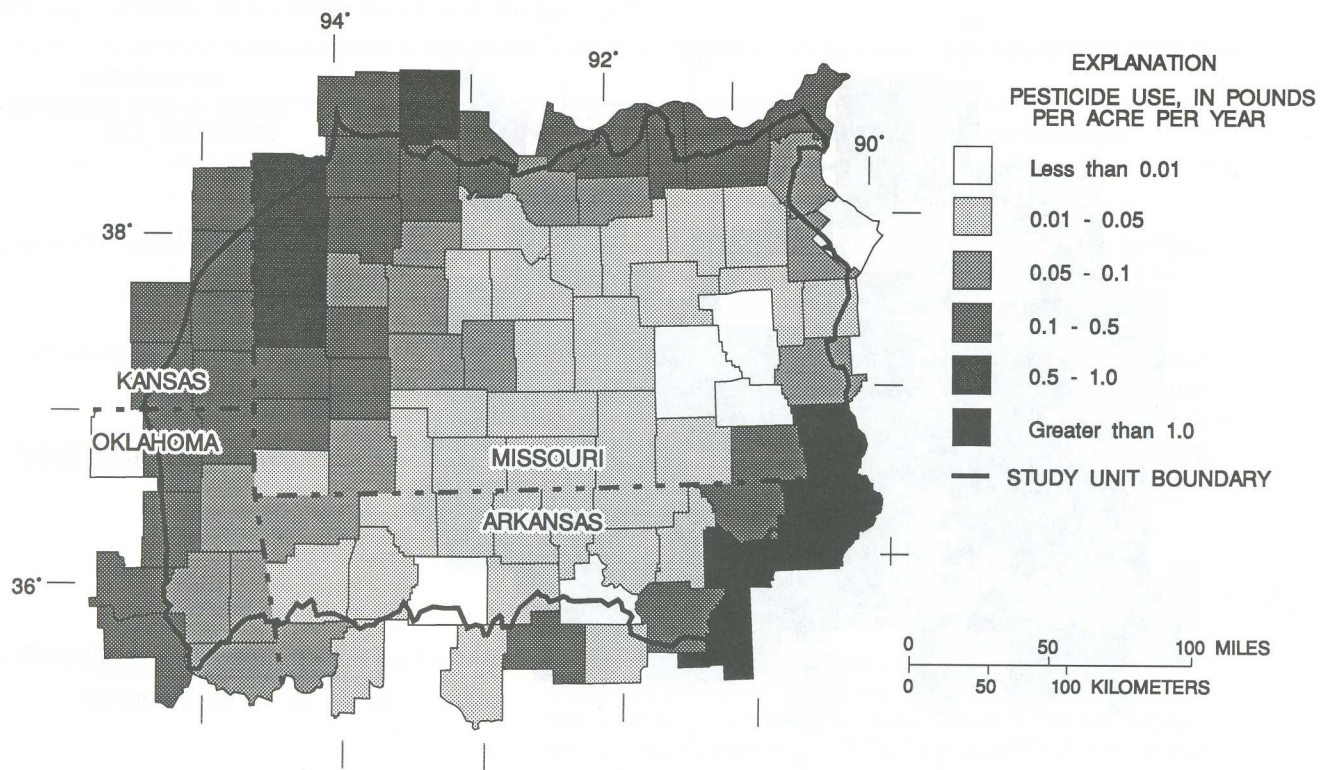 94°
92°
90°
38°
36°
KANSAS
OKLAHOMA
MISSOURI
ARKANSAS
EXPLANATION
PESTICIDE USE, IN POUNDS
PER ACRE PER YEAR
Less than 0.01
0.01 - 0.05
0.05 - 0.1
0.1 - 0.5
0.5 - 1.0
Greater than 1.0
STUDY UNIT BOUNDARY
0 50 100 MILES
0 50 100 KILOMETERS